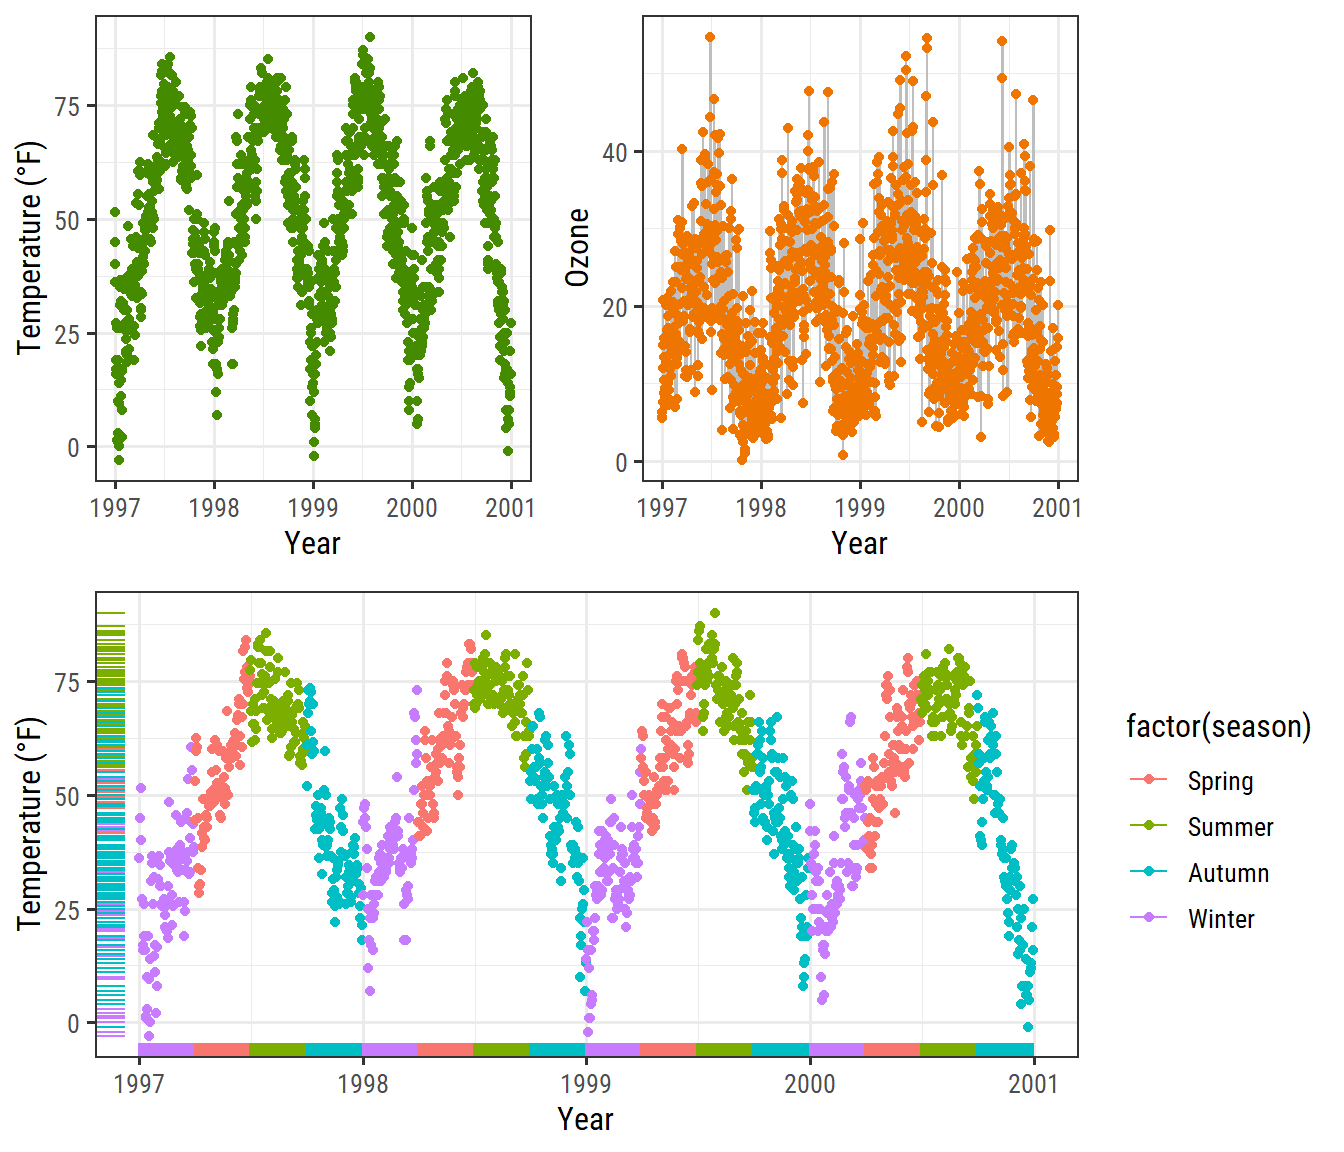 Temperature (°F)
75
50
25
0
1997 1998 1999 2000 2001
Year
Ozone
40
20
0
1997 1998 1999 2000 2001
Year
Temperature (°F)
75
50
25
0
1997 1998 1999 2000 2001
Year
factor(season)
Spring
Summer
Autumn
Winter